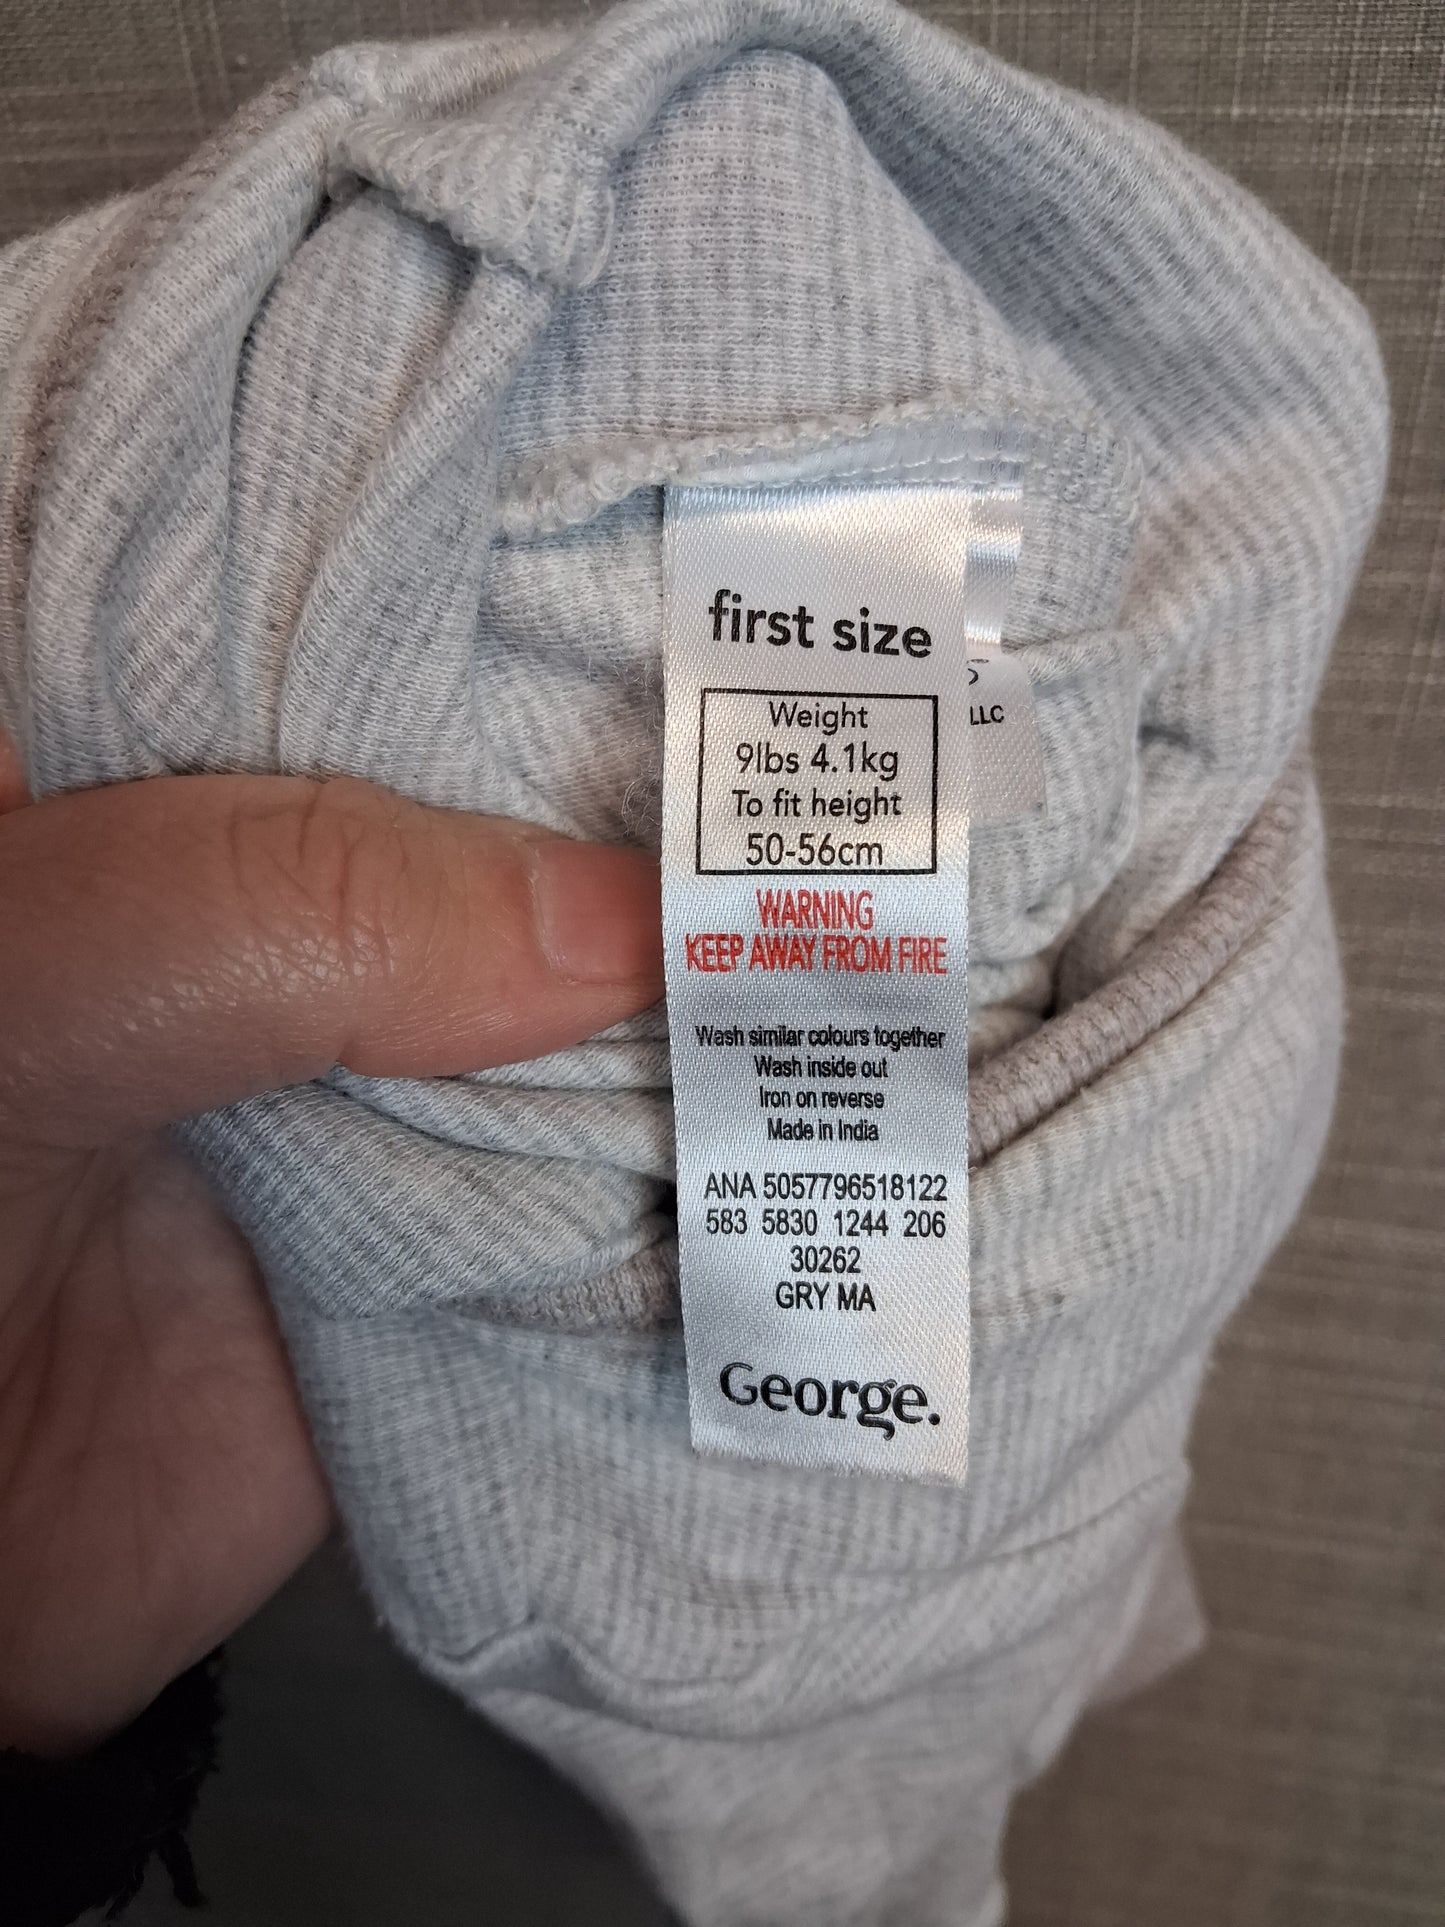 first size
Weight
9lbs 4.1kg
To fit height
50-56cm
WARNING
KEEP AWAY FROM FIRE
Wash similar colours together
Wash inside out
Iron on reverse
Made in India
ANA 5057796518122
583 5830 1244 206
30262
GRY MA
George.
LLC